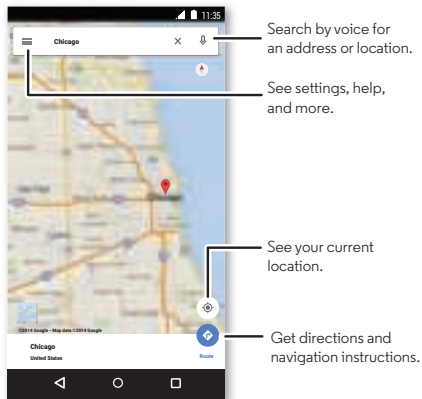 11:35
Chicago
Search by voice for
an address or location.
See settings, help,
and more.
Chicago
See your current
location.
©2014 Google - Map data ©2014 Google
Chicago
United States
Route
Get directions and
navigation instructions.